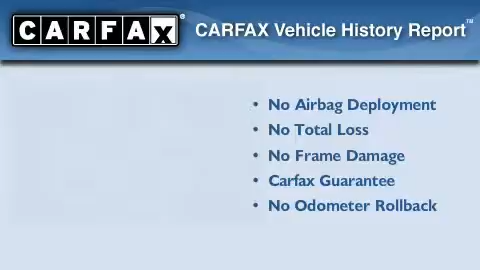 CARFAX® CARFAX Vehicle History Report™
• No Airbag Deployment
• No Total Loss
• No Frame Damage
• Carfax Guarantee
• No Odometer Rollback